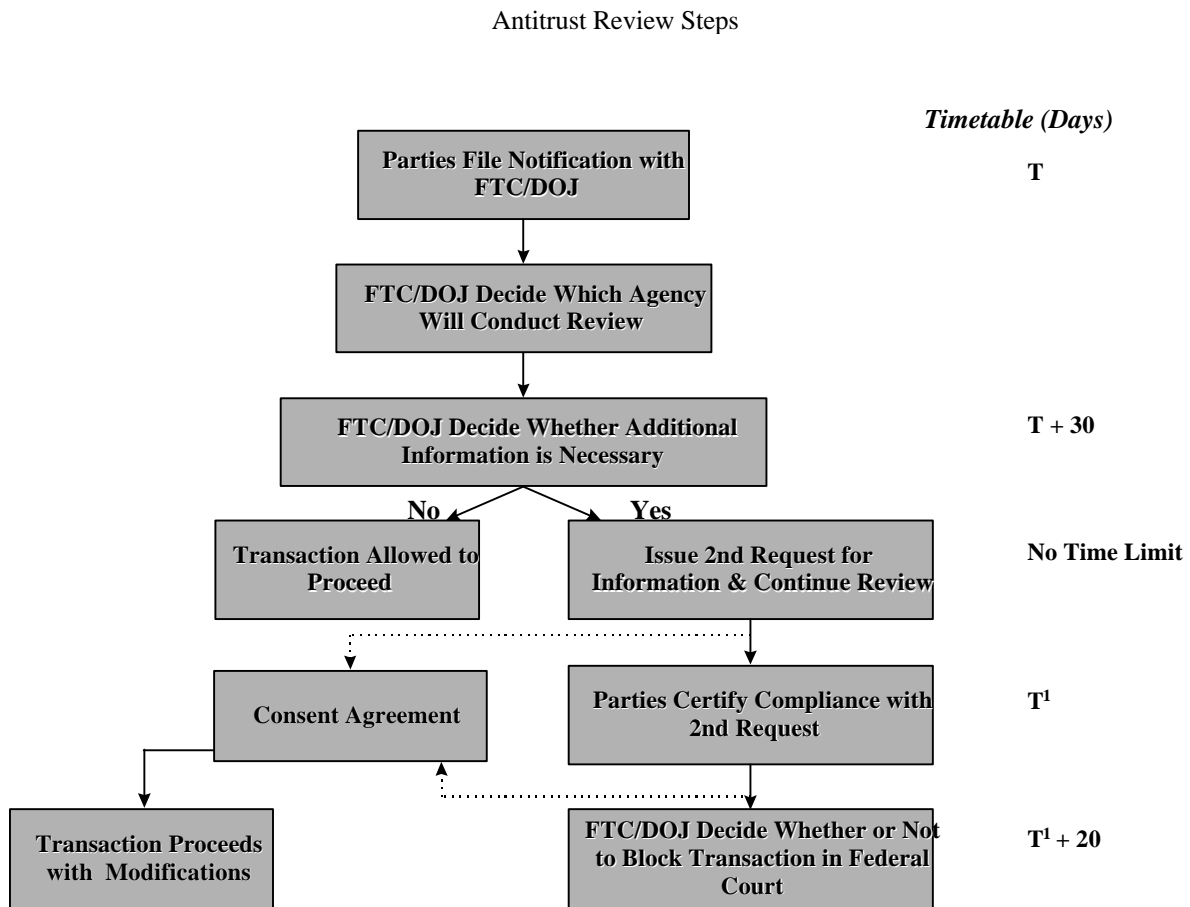 Antitrust Review Steps
Timetable (Days)
Parties File Notification with
FTC/DOJ
T
FTC/DOJ Decide Which Agency
Will Conduct Review
FTC/DOJ Decide Whether Additional
Information is Necessary
T + 30
No
Yes
Transaction Allowed to
Proceed
Issue 2nd Request for
Information & Continue Review
No Time Limit
Consent Agreement
Parties Certify Compliance with
2nd Request
T¹
Transaction Proceeds
with Modifications
FTC/DOJ Decide Whether or Not
to Block Transaction in Federal
Court
T¹ + 20